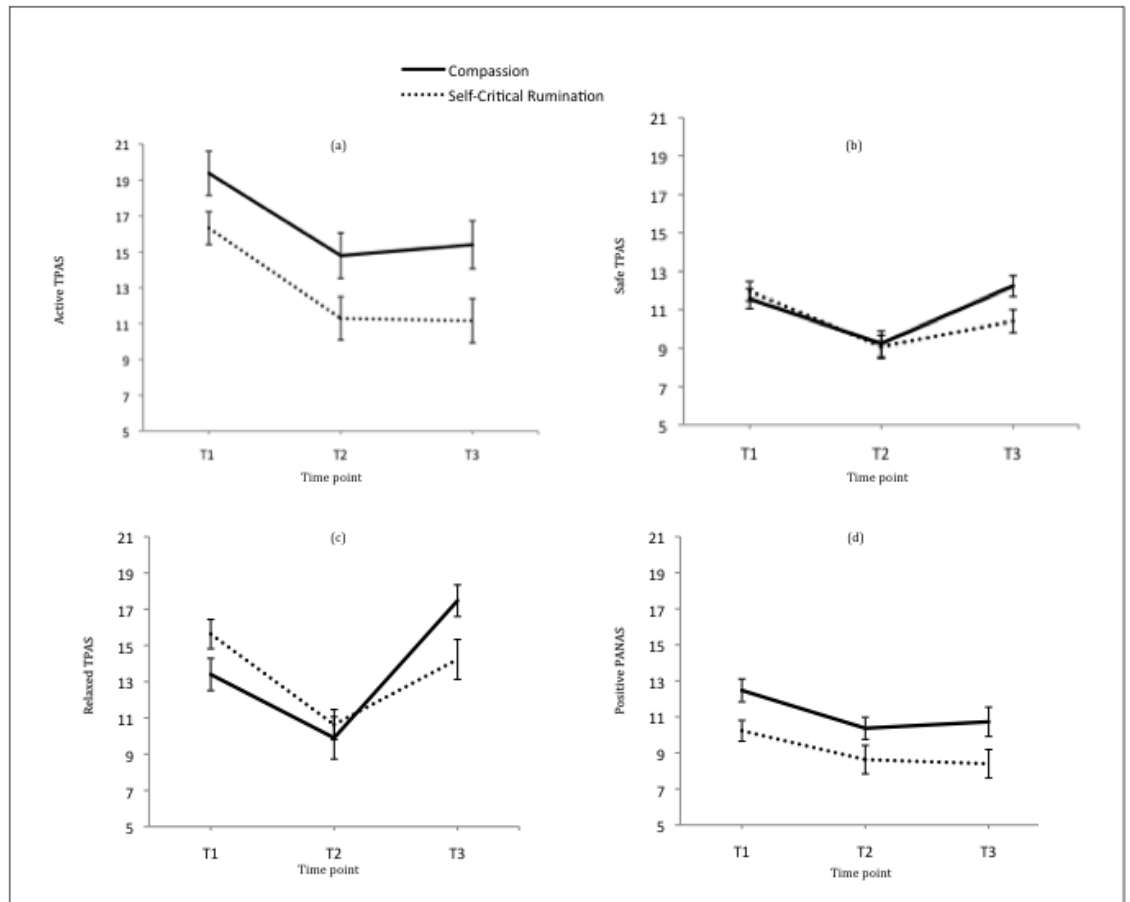 Compassion
Self-Critical Rumination
(a)
21
19
17
15
13
11
9
7
5
Active TPAS
T1 T2 T3
Time point
(b)
21
19
17
15
13
11
9
7
5
Safe TPAS
T1 T2 T3
Time point
(c)
21
19
17
15
13
11
9
7
5
Relaxed TPAS
T1 T2 T3
Time point
(d)
21
19
17
15
13
11
9
7
5
Positive PANAS
T1 T2 T3
Time point